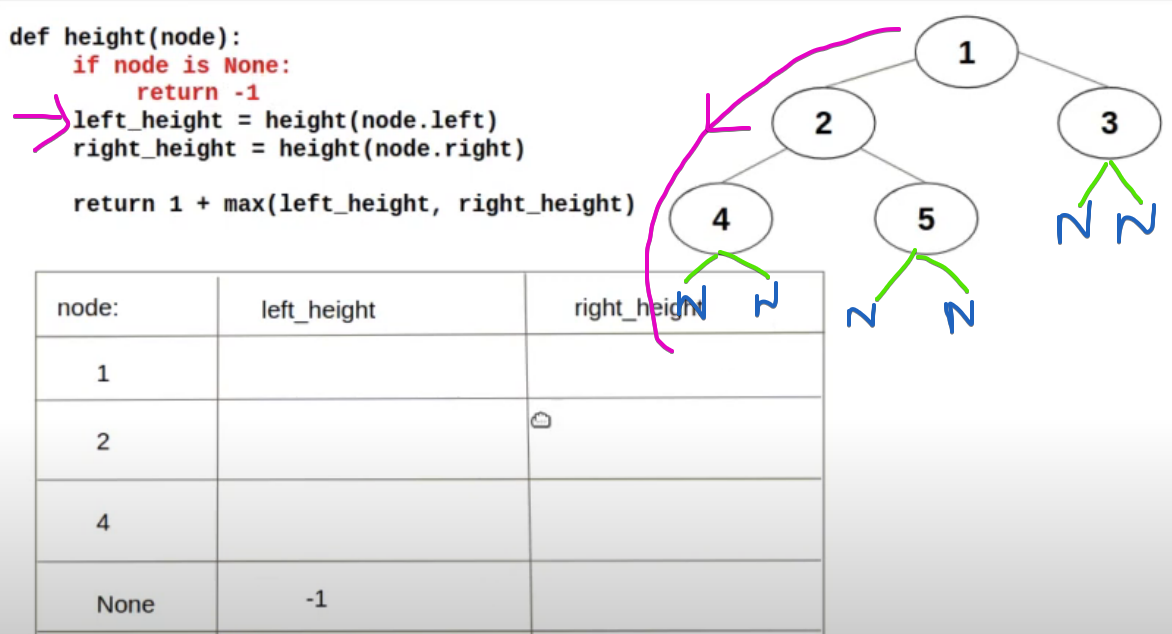 def height(node):
if node is None:
return -1
left_height = height(node.left)
right_height = height(node.right)
return 1 + max(left_height, right_height)
1
2
3
4
5
N N
N N
N N
node: left_height right_height
1
2
4
None -1